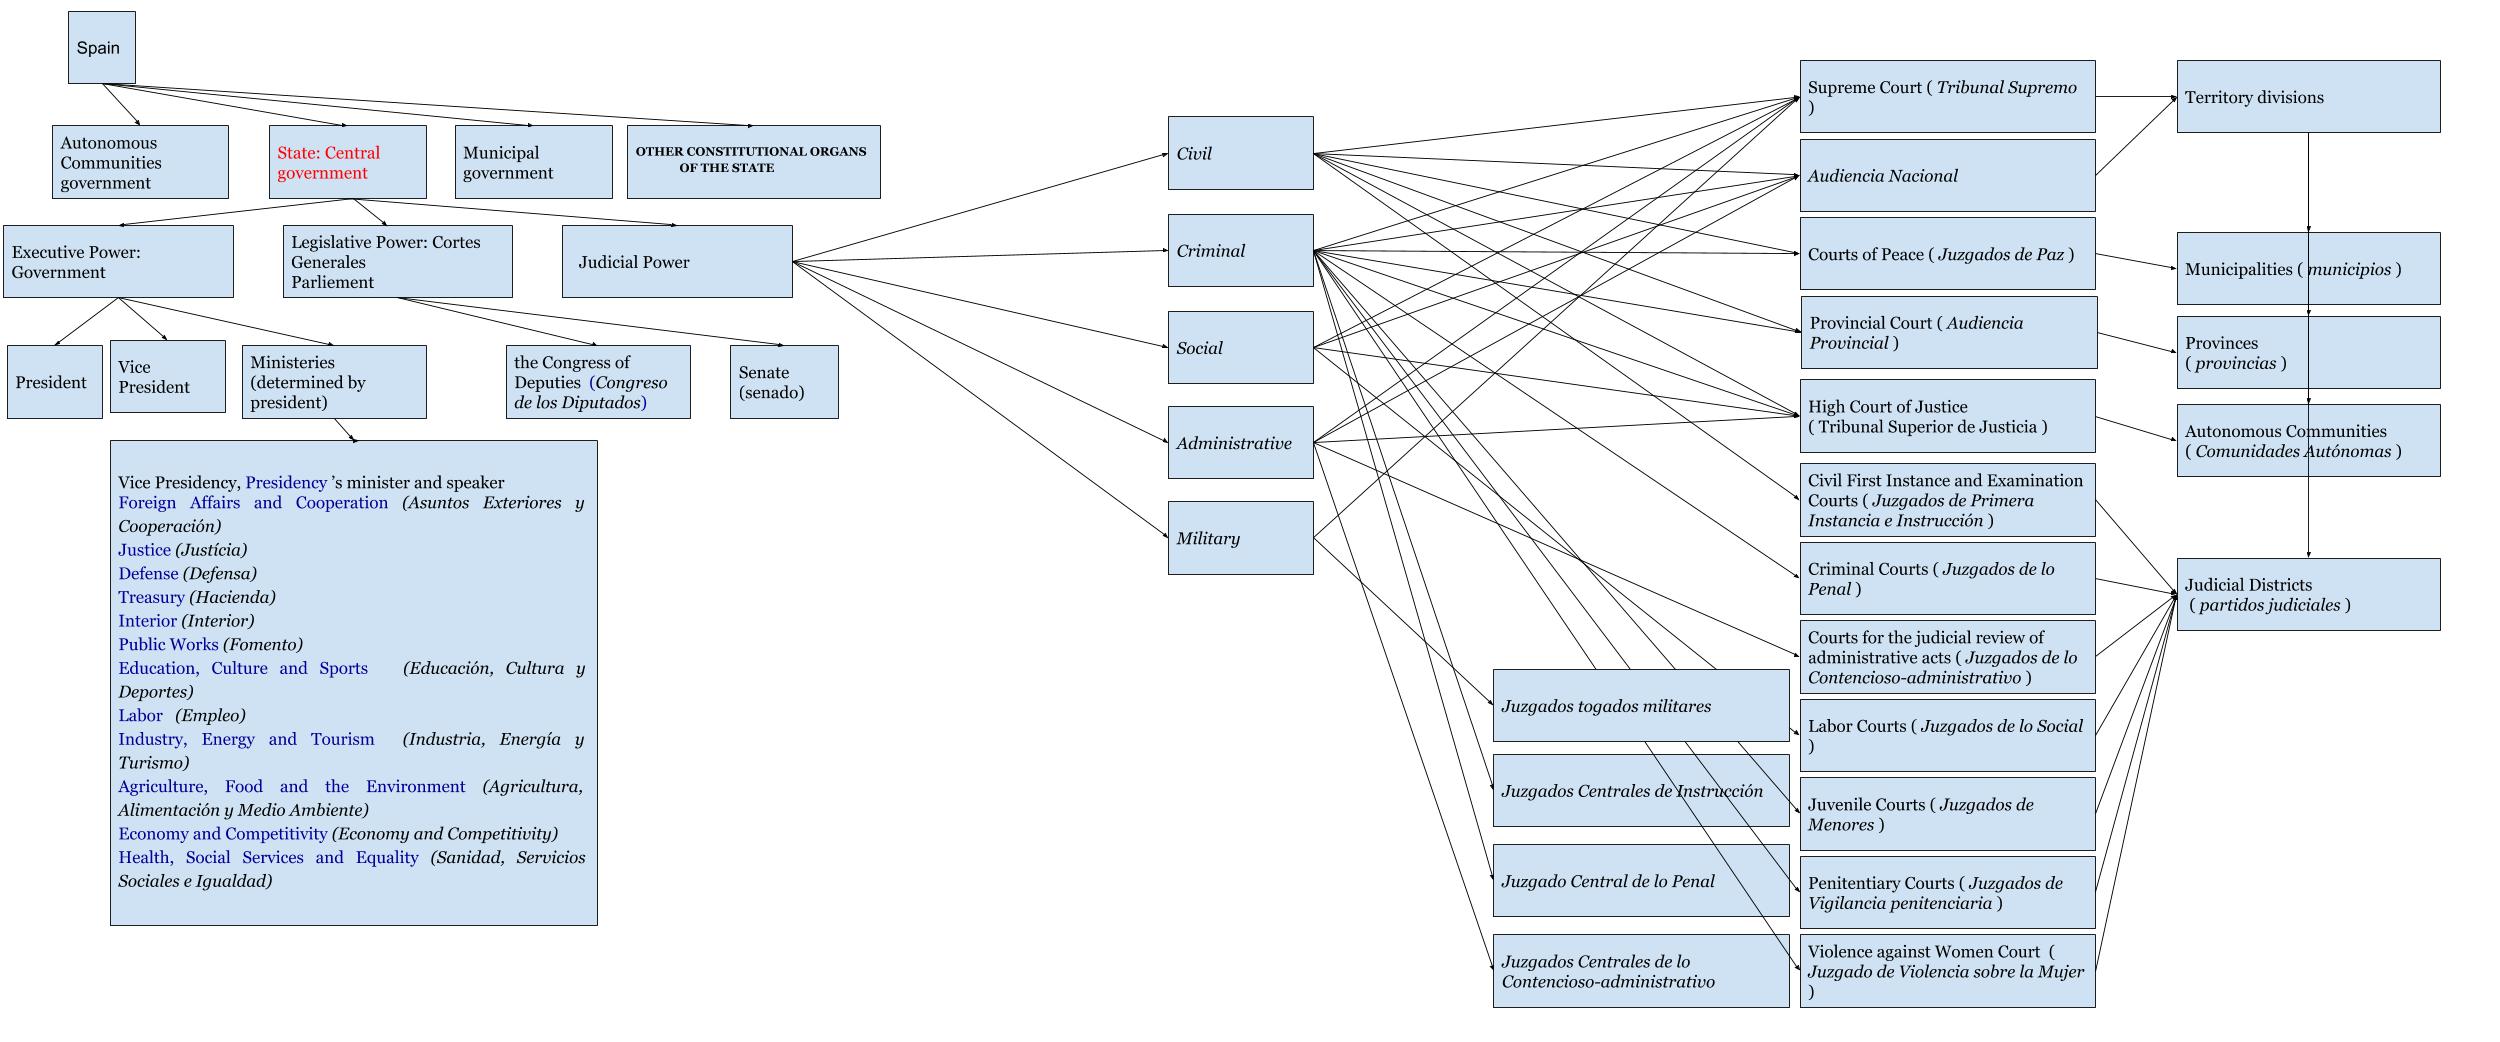 Spain
Autonomous
Communities
government
State: Central
government
Municipal
government
OTHER CONSTITUTIONAL ORGANS
OF THE STATE
Executive Power:
Government
Legislative Power: Cortes
Generales
Parliement
Judicial Power
President
Vice
President
Ministeries
(determined by
president)
the Congress of
Deputies (Congreso
de los Diputados)
Senate
(senado)
Vice Presidency, Presidency 's minister and speaker
Foreign Affairs and Cooperation (Asuntos Exteriores y
Cooperación)
Justice (Justícia)
Defense (Defensa)
Treasury (Hacienda)
Interior (Interior)
Public Works (Fomento)
Education, Culture and Sports (Educación, Cultura y
Deportes)
Labor (Empleo)
Industry, Energy and Tourism (Industria, Energía y
Turismo)
Agriculture, Food and the Environment (Agricultura,
Alimentación y Medio Ambiente)
Economy and Competitivity (Economy and Competitivity)
Health, Social Services and Equality (Sanidad, Servicios
Sociales e Igualdad)
Civil
Criminal
Social
Administrative
Military
Juzgados togados militares
Juzgados Centrales de Instrucción
Juzgado Central de lo Penal
Juzgados Centrales de lo
Contencioso-administrativo
Supreme Court ( Tribunal Supremo
)
Audiencia Nacional
Courts of Peace ( Juzgados de Paz )
Provincial Court ( Audiencia
Provincial )
High Court of Justice
( Tribunal Superior de Justicia )
Civil First Instance and Examination
Courts ( Juzgados de Primera
Instancia e Instrucción )
Criminal Courts ( Juzgados de lo
Penal )
Courts for the judicial review of
administrative acts ( Juzgados de lo
Contencioso-administrativo )
Labor Courts ( Juzgados de lo Social
)
Juvenile Courts ( Juzgados de
Menores )
Penitentiary Courts ( Juzgados de
Vigilancia penitenciaria )
Violence against Women Court (
Juzgado de Violencia sobre la Mujer
)
Territory divisions
Municipalities ( municipios )
Provinces
( provincias )
Autonomous Communities
( Comunidades Autónomas )
Judicial Districts
( partidos judiciales )